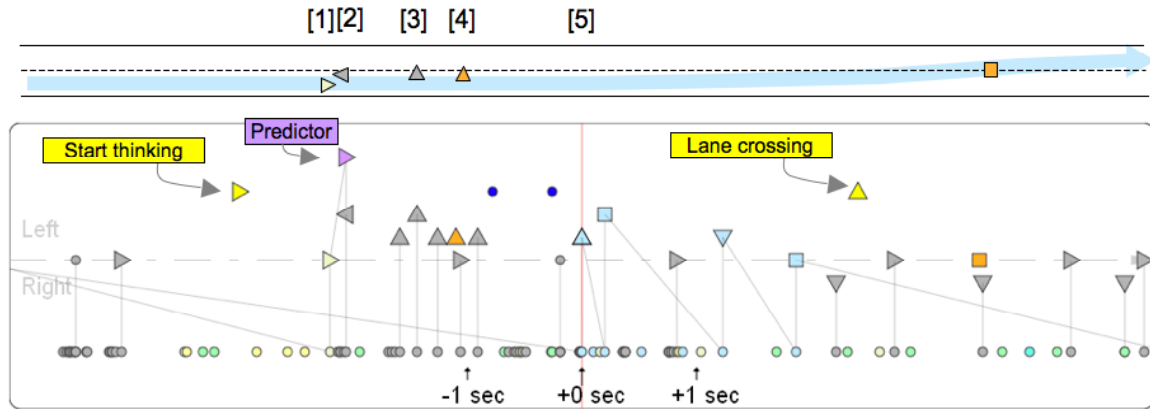 [1] [2] [3] [4] [5]
Predictor
Start thinking
Lane crossing
Left
Right
-1 sec +0 sec +1 sec